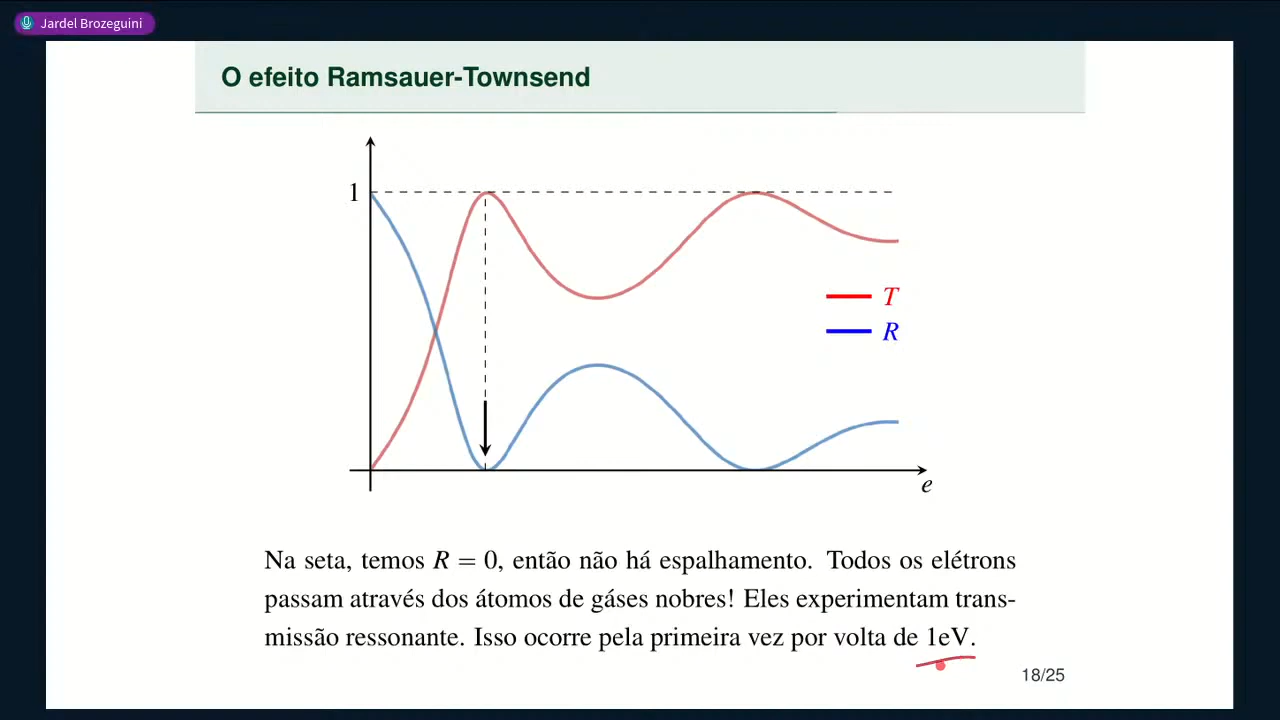 Jardel Brozeguini
O efeito Ramsauer-Townsend
1
T
R
e
Na seta, temos R = 0, então não há espalhamento. Todos os elétrons
passam através dos átomos de gáses nobres! Eles experimentam trans-
missão ressonante. Isso ocorre pela primeira vez por volta de 1eV.
18/25